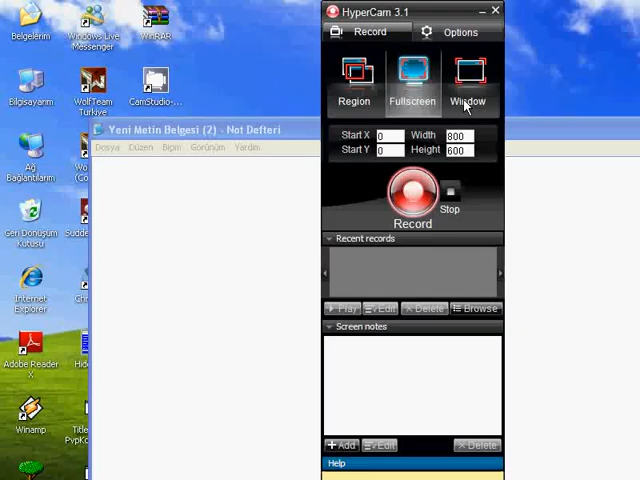 Belgelerim
Windows Live
Messenger
WinRAR
Bilgisayarım
WolfTeam
Türkiye
CamStudio-...
Ağ
Bağlantılarım
Geri Dönüşüm
Kutusu
Internet
Explorer
Adobe Reader
X
Winamp
Yeni Metin Belgesi (2) - Not Defteri
Dosya Düzen Biçim Görünüm Yardım
HyperCam 3.1
Record
Options
Region
Fullscreen
Window
Start X 0 Width 800
Start Y 0 Height 600
Stop
Record
Recent records
Play Edit Delete Browse
Screen notes
Add Edit Delete
Help